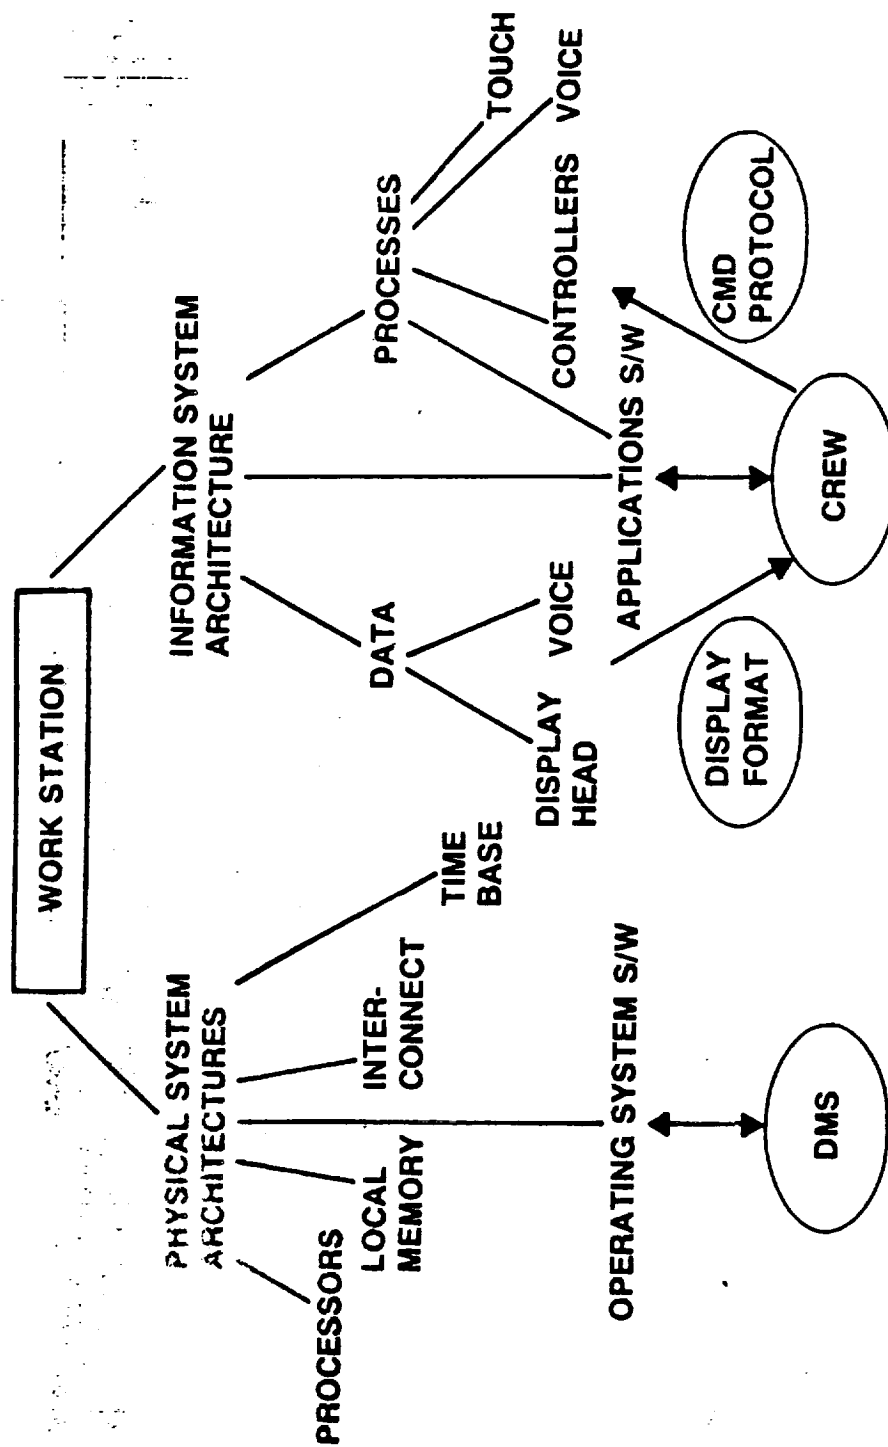 WORK STATION
PHYSICAL SYSTEM
ARCHITECTURES
INFORMATION SYSTEM
ARCHITECTURE
PROCESSORS
LOCAL
MEMORY
INTER-
CONNECT
TIME
BASE
DATA
PROCESSES
DISPLAY
HEAD
VOICE
CONTROLLERS
TOUCH
VOICE
OPERATING SYSTEM S/W
APPLICATIONS S/W
DISPLAY
FORMAT
CMD
PROTOCOL
DMS
CREW